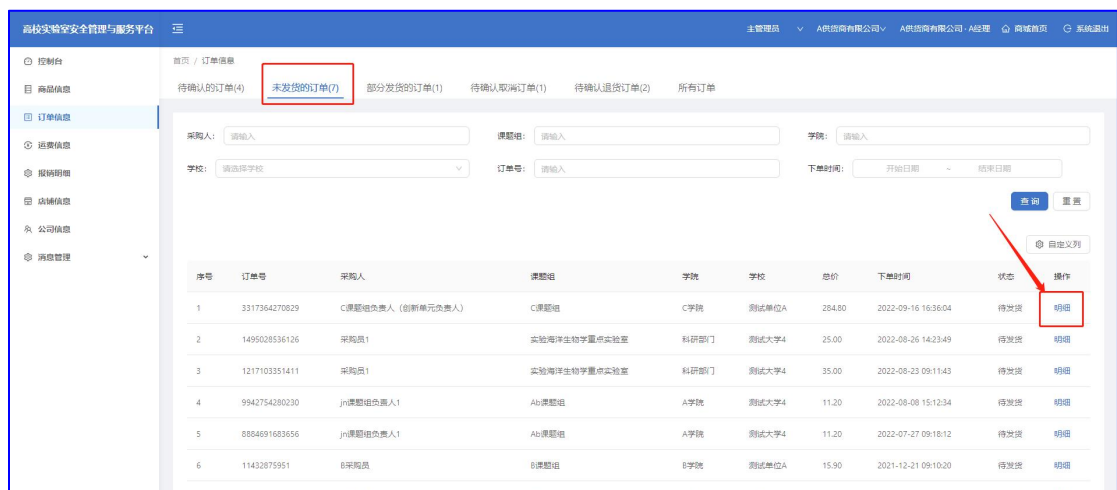 高校实验室安全管理与服务平台 主管理员 A供货商有限公司 A供货商有限公司 - A经理 商城首页 系统退出
控制台
商品信息
订单信息
运费信息
报销明细
店铺信息
公司信息
消息管理
首页 / 订单信息
待确认的订单(4) 未发货的订单(7) 部分发货的订单(1) 待确认取消订单(1) 待确认退货订单(2) 所有订单
采购人: 请输入 课题组: 请输入 学院: 请输入
学校: 请选择学校 订单号: 请输入 下单时间: 开始日期 ~ 结束日期
查询 重置
自定义列
序号 订单号 采购人 课题组 学院 学校 总价 下单时间 状态 操作
1 3317364270829 C课题组负责人（创新单元负责人） C课题组 C学院 测试单位A 284.80 2022-09-16 16:36:04 待发货 明细
2 1495028536126 采购员1 实验海洋生物学重点实验室 科研部门 测试大学4 25.00 2022-08-26 14:23:49 待发货 明细
3 1217103351411 采购员1 实验海洋生物学重点实验室 科研部门 测试大学4 35.00 2022-08-23 09:11:43 待发货 明细
4 9942754280230 jn课题组负责人1 Ab课题组 A学院 测试大学4 11.20 2022-08-08 15:12:34 待发货 明细
5 8884691683656 jn课题组负责人1 Ab课题组 A学院 测试大学4 11.20 2022-07-27 09:18:12 待发货 明细
6 11432875951 B采购员 B课题组 B学院 测试单位A 15.90 2021-12-21 09:10:20 待发货 明细